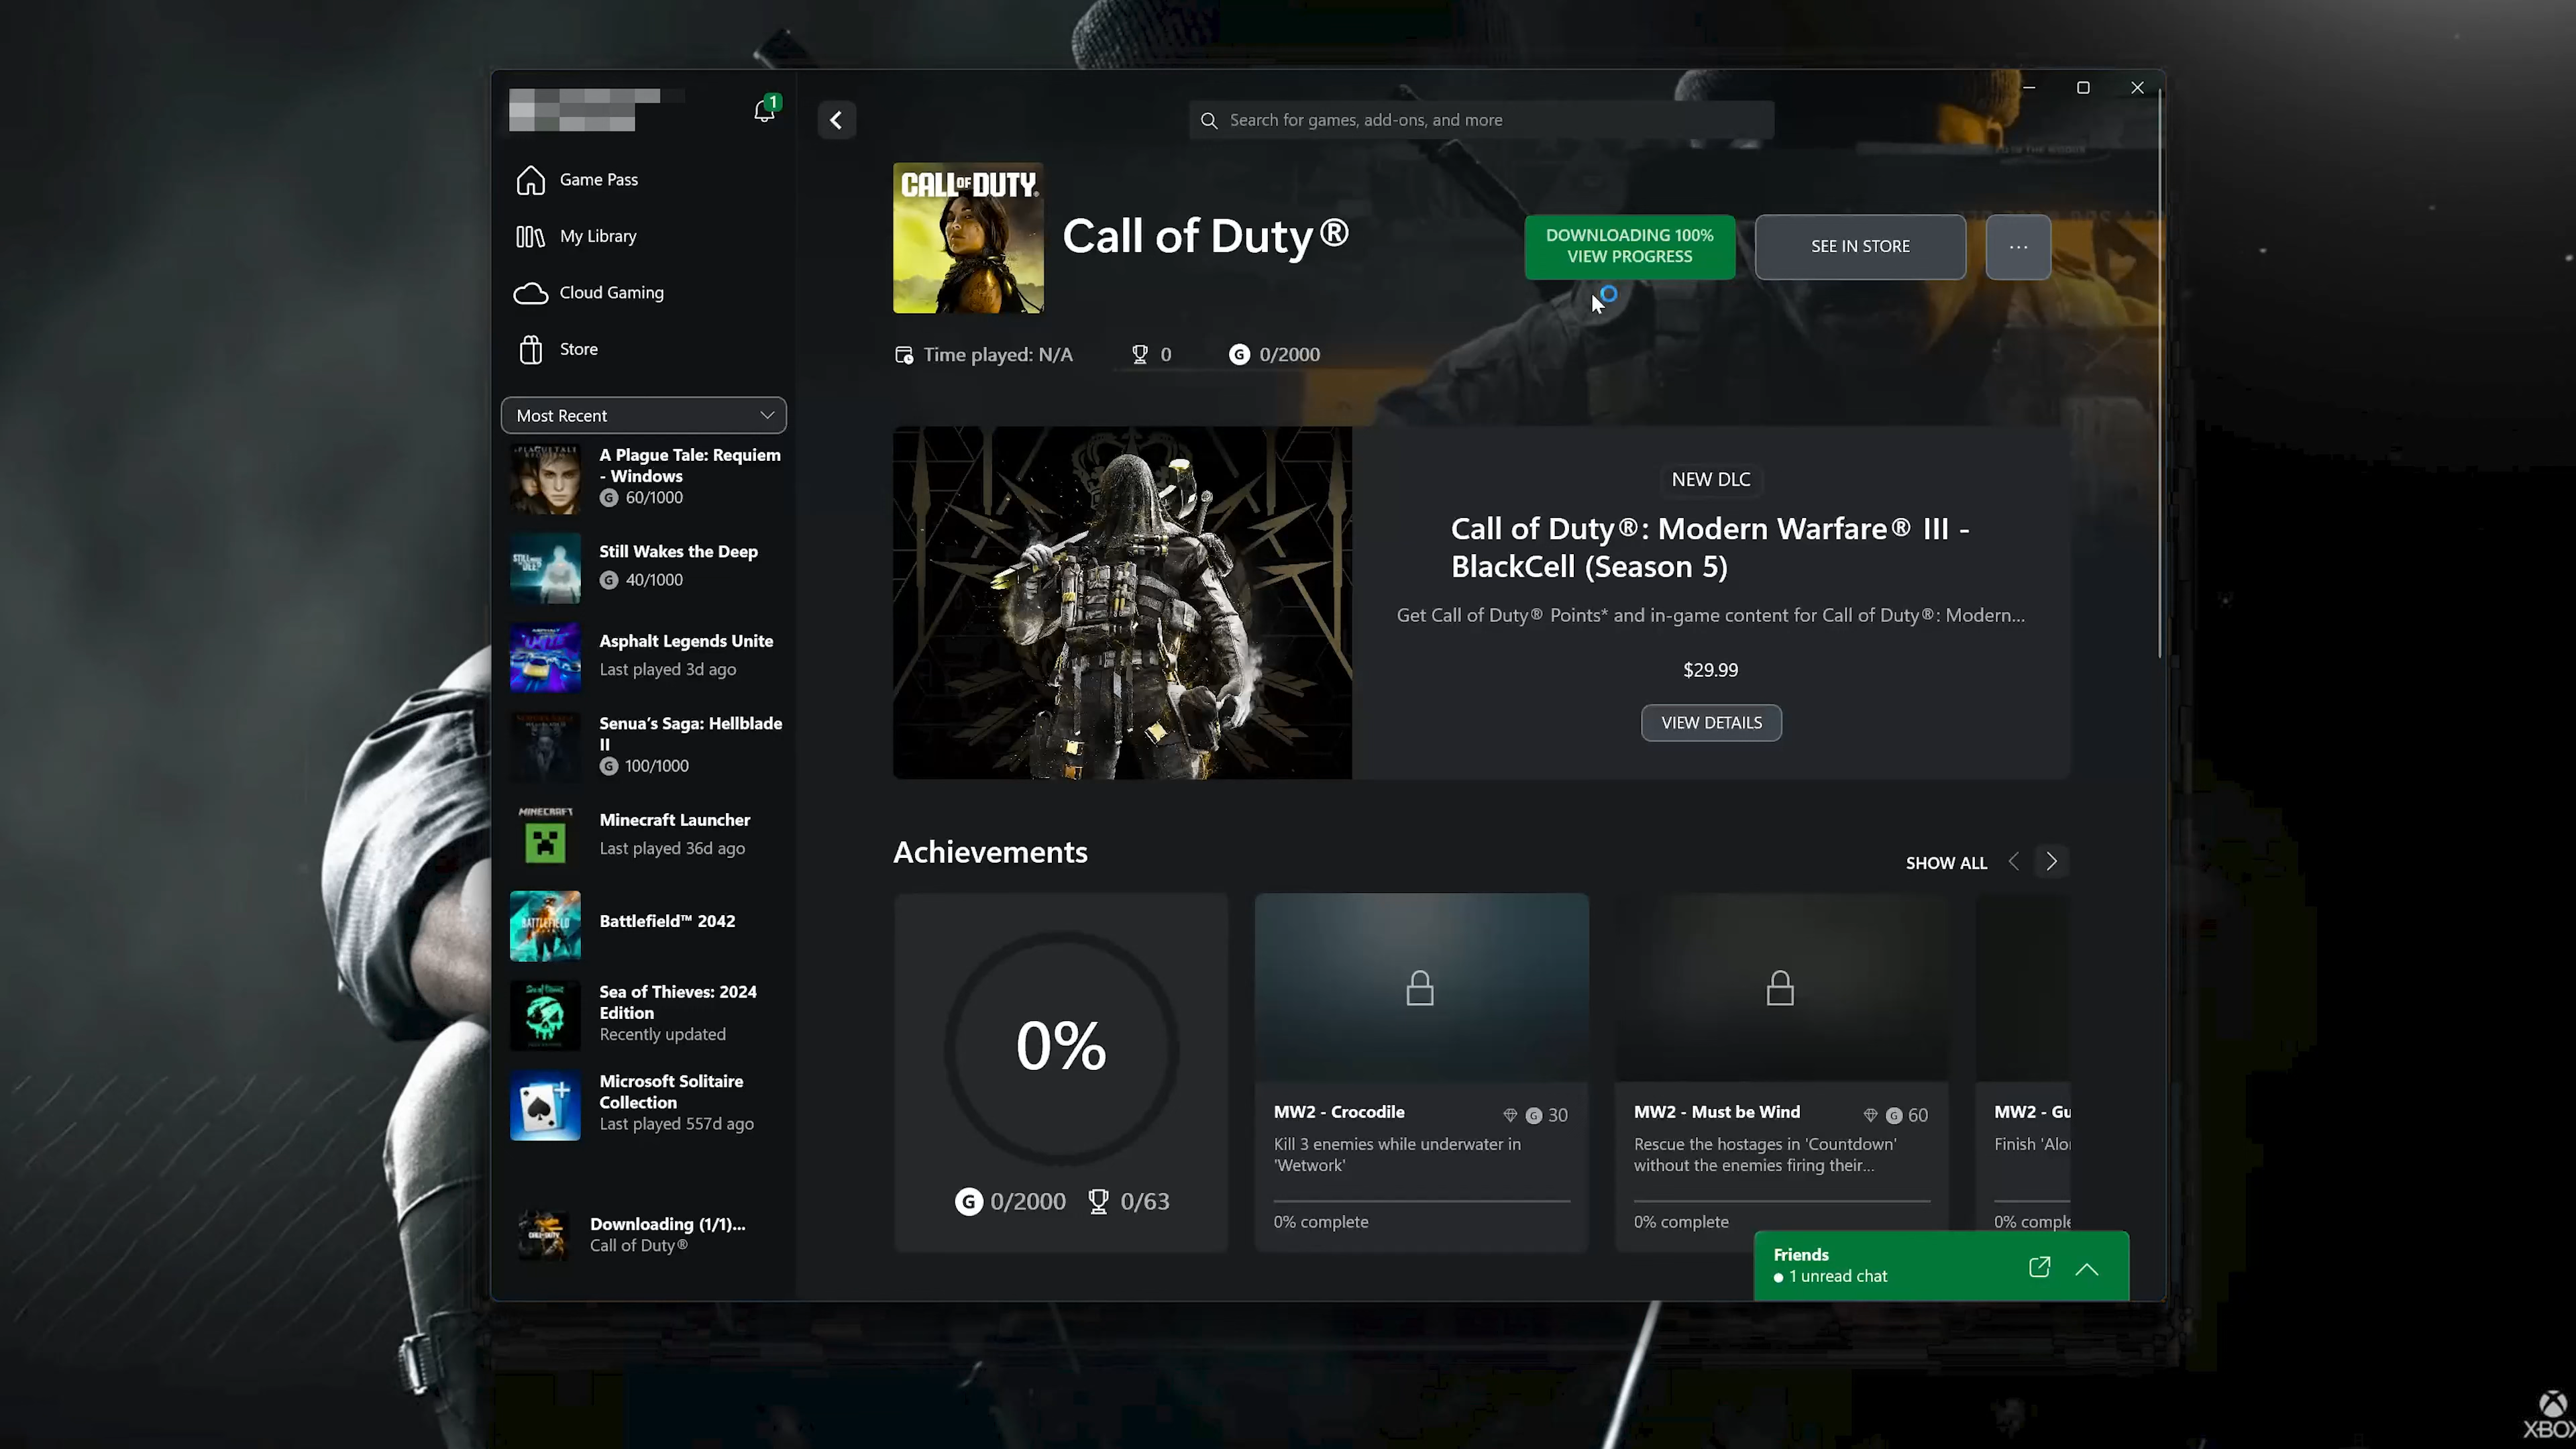 1
Search for games, add-ons, and more
Game Pass
My Library
Cloud Gaming
Store
Most Recent
A Plague Tale: Requiem
- Windows
G 60/1000
Still Wakes the Deep
G 40/1000
Asphalt Legends Unite
Last played 3d ago
Senua's Saga: Hellblade
II
G 100/1000
MINECRAFT
Minecraft Launcher
Last played 36d ago
BATTLEFIELD
Battlefield™ 2042
Sea of Thieves: 2024
Edition
Recently updated
Microsoft Solitaire
Collection
Last played 557d ago
Downloading (1/1)...
Call of Duty®
CALL OF DUTY®
Call of Duty®
DOWNLOADING 100%
VIEW PROGRESS
SEE IN STORE
...
Time played: N/A
0
G 0/2000
NEW DLC
Call of Duty®: Modern Warfare® III -
BlackCell (Season 5)
Get Call of Duty® Points* and in-game content for Call of Duty®: Modern...
$29.99
VIEW DETAILS
Achievements
SHOW ALL
0%
G 0/2000 0/63
MW2 - Crocodile
G 30
Kill 3 enemies while underwater in
'Wetwork'
0% complete
MW2 - Must be Wind
G 60
Rescue the hostages in 'Countdown'
without the enemies firing their...
0% complete
MW2 - Gu
Finish 'Alo
0% comple
Friends
1 unread chat
XBOX